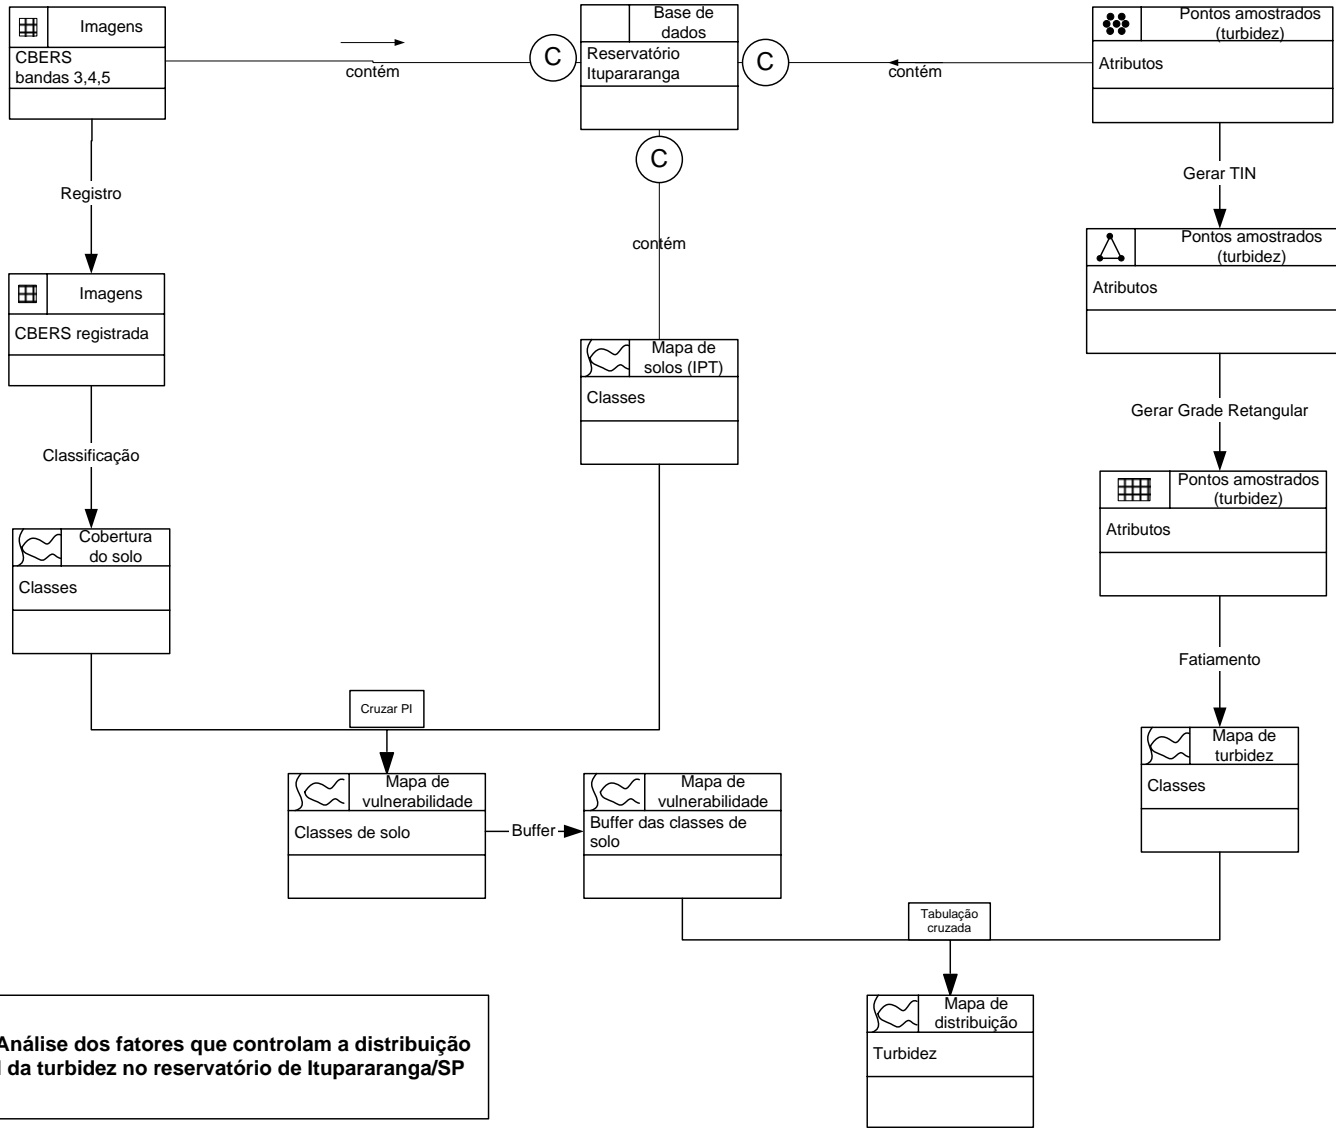 Imagens
CBERS
bandas 3,4,5
contém
C
Base de
dados
Reservatório
Itupararanga
C
contém
Pontos amostrados
(turbidez)
Atributos
C
contém
Registro
Imagens
CBERS registrada
Classificação
Cobertura
do solo
Classes
Mapa de
solos (IPT)
Classes
Gerar TIN
Pontos amostrados
(turbidez)
Atributos
Gerar Grade Retangular
Pontos amostrados
(turbidez)
Atributos
Fatiamento
Mapa de
turbidez
Classes
Cruzar PI
Mapa de
vulnerabilidade
Classes de solo
Buffer
Mapa de
vulnerabilidade
Buffer das classes de
solo
Tabulação
cruzada
Mapa de
distribuição
Turbidez
Análise dos fatores que controlam a distribuição
l da turbidez no reservatório de Itupararanga/SP